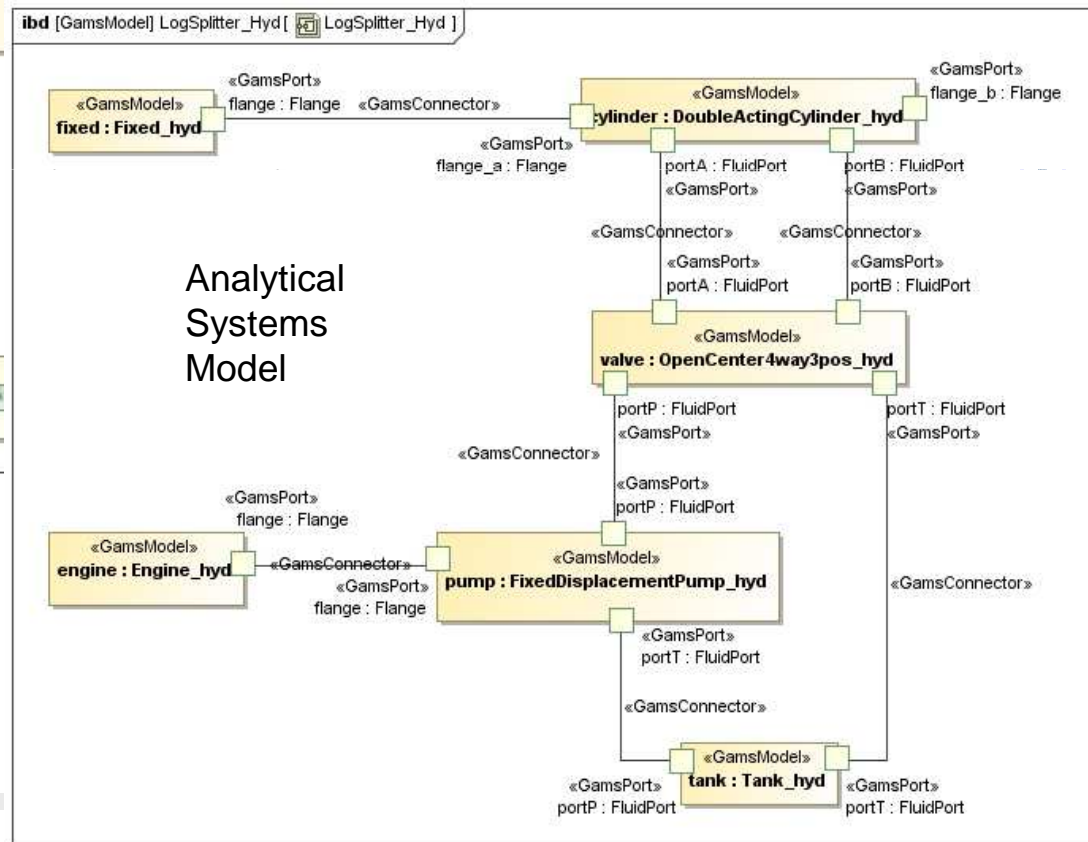 ibd [GamsModel] LogSplitter_Hyd[ LogSplitter_Hyd ]
«GamsPort»
flange : Flange
«GamsConnector»
«GamsModel»
fixed : Fixed_hyd
«GamsPort»
flange_a : Flange
«GamsModel»
cylinder : DoubleActingCylinder_hyd
«GamsPort»
flange_b : Flange
portA : FluidPort
«GamsPort»
portB : FluidPort
«GamsPort»
«GamsConnector»
«GamsConnector»
«GamsPort»
portA : FluidPort
«GamsPort»
portB : FluidPort
Analytical
Systems
Model
«GamsModel»
valve : OpenCenter4way3pos_hyd
portP : FluidPort
«GamsPort»
portT : FluidPort
«GamsPort»
«GamsConnector»
«GamsPort»
portP : FluidPort
«GamsPort»
flange : Flange
«GamsModel»
engine : Engine_hyd
«GamsConnector»
«GamsPort»
flange : Flange
«GamsModel»
pump : FixedDisplacementPump_hyd
«GamsConnector»
«GamsPort»
portT : FluidPort
«GamsConnector»
«GamsModel»
tank : Tank_hyd
«GamsPort»
portP : FluidPort
«GamsPort»
portT : FluidPort